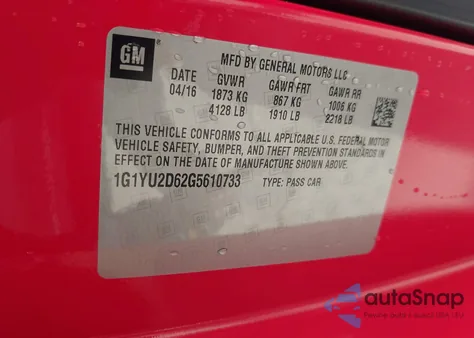 GM
MFD BY GENERAL MOTORS LLC
DATE GVWR GAWR FRT GAWR RR
04/16 1873 KG 867 KG 1006 KG
4128 LB 1910 LB 2218 LB
THIS VEHICLE CONFORMS TO ALL APPLICABLE U.S. FEDERAL MOTOR
VEHICLE SAFETY, BUMPER, AND THEFT PREVENTION STANDARDS IN
EFFECT ON THE DATE OF MANUFACTURE SHOWN ABOVE.
1G1YU2D62G5610733 TYPE: PASS CAR
autoSnap